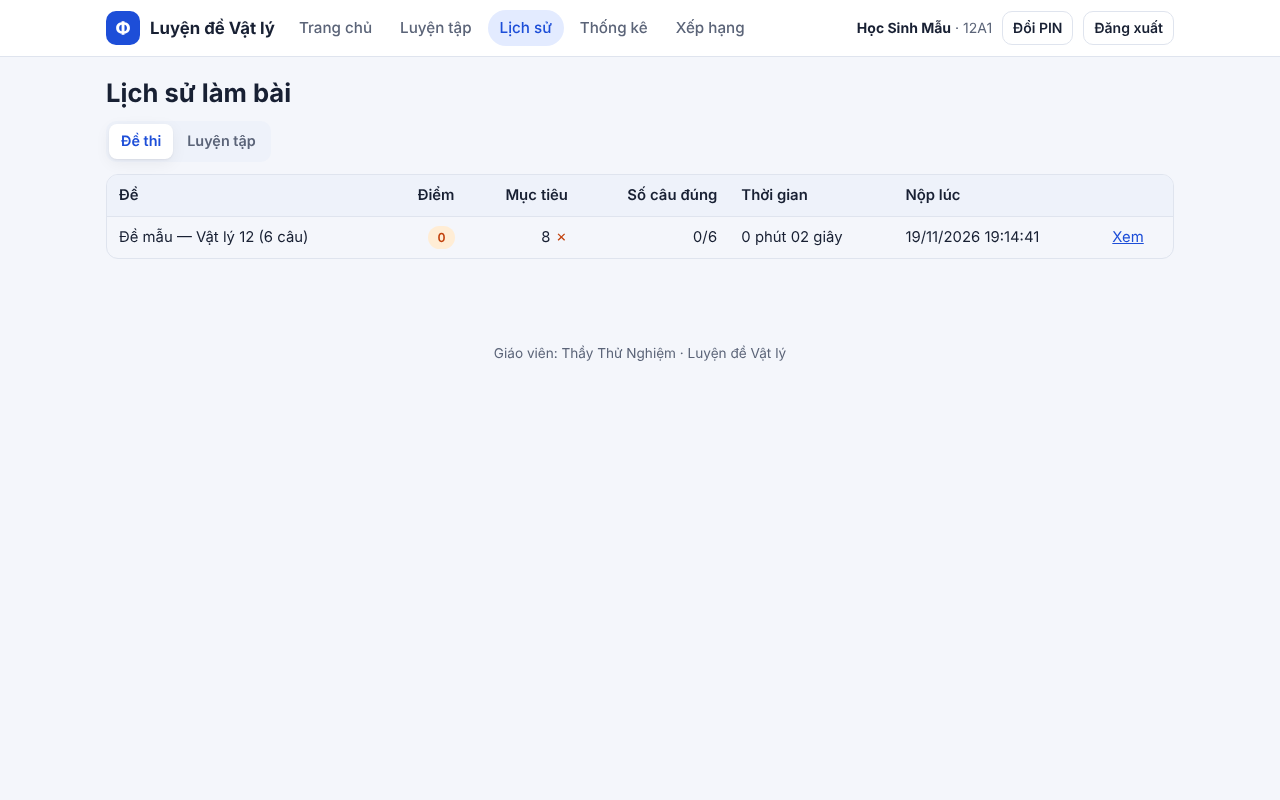 Φ Luyện đề Vật lý Trang chủ Luyện tập Lịch sử Thống kê Xếp hạng Học Sinh Mẫu · 12A1 Đổi PIN Đăng xuất
Lịch sử làm bài
Đề thi Luyện tập
Đề Điểm Mục tiêu Số câu đúng Thời gian Nộp lúc
Đề mẫu — Vật lý 12 (6 câu) 0 8 × 0/6 0 phút 02 giây 19/11/2026 19:14:41 Xem
Giáo viên: Thầy Thử Nghiệm · Luyện đề Vật lý